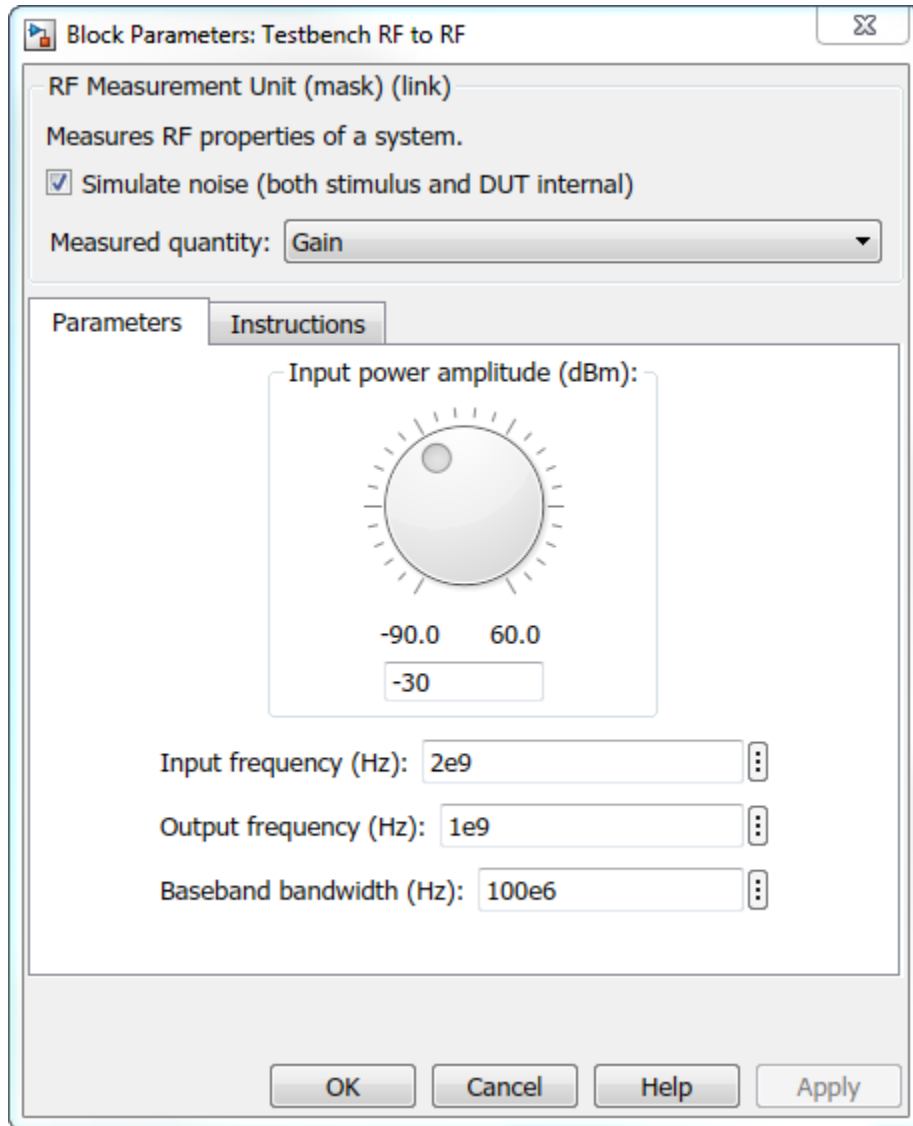 Block Parameters: Testbench RF to RF
RF Measurement Unit (mask) (link)
Measures RF properties of a system.
Simulate noise (both stimulus and DUT internal)
Measured quantity: Gain
Parameters Instructions
Input power amplitude (dBm):
-90.0 60.0
-30
Input frequency (Hz): 2e9
Output frequency (Hz): 1e9
Baseband bandwidth (Hz): 100e6
OK Cancel Help Apply